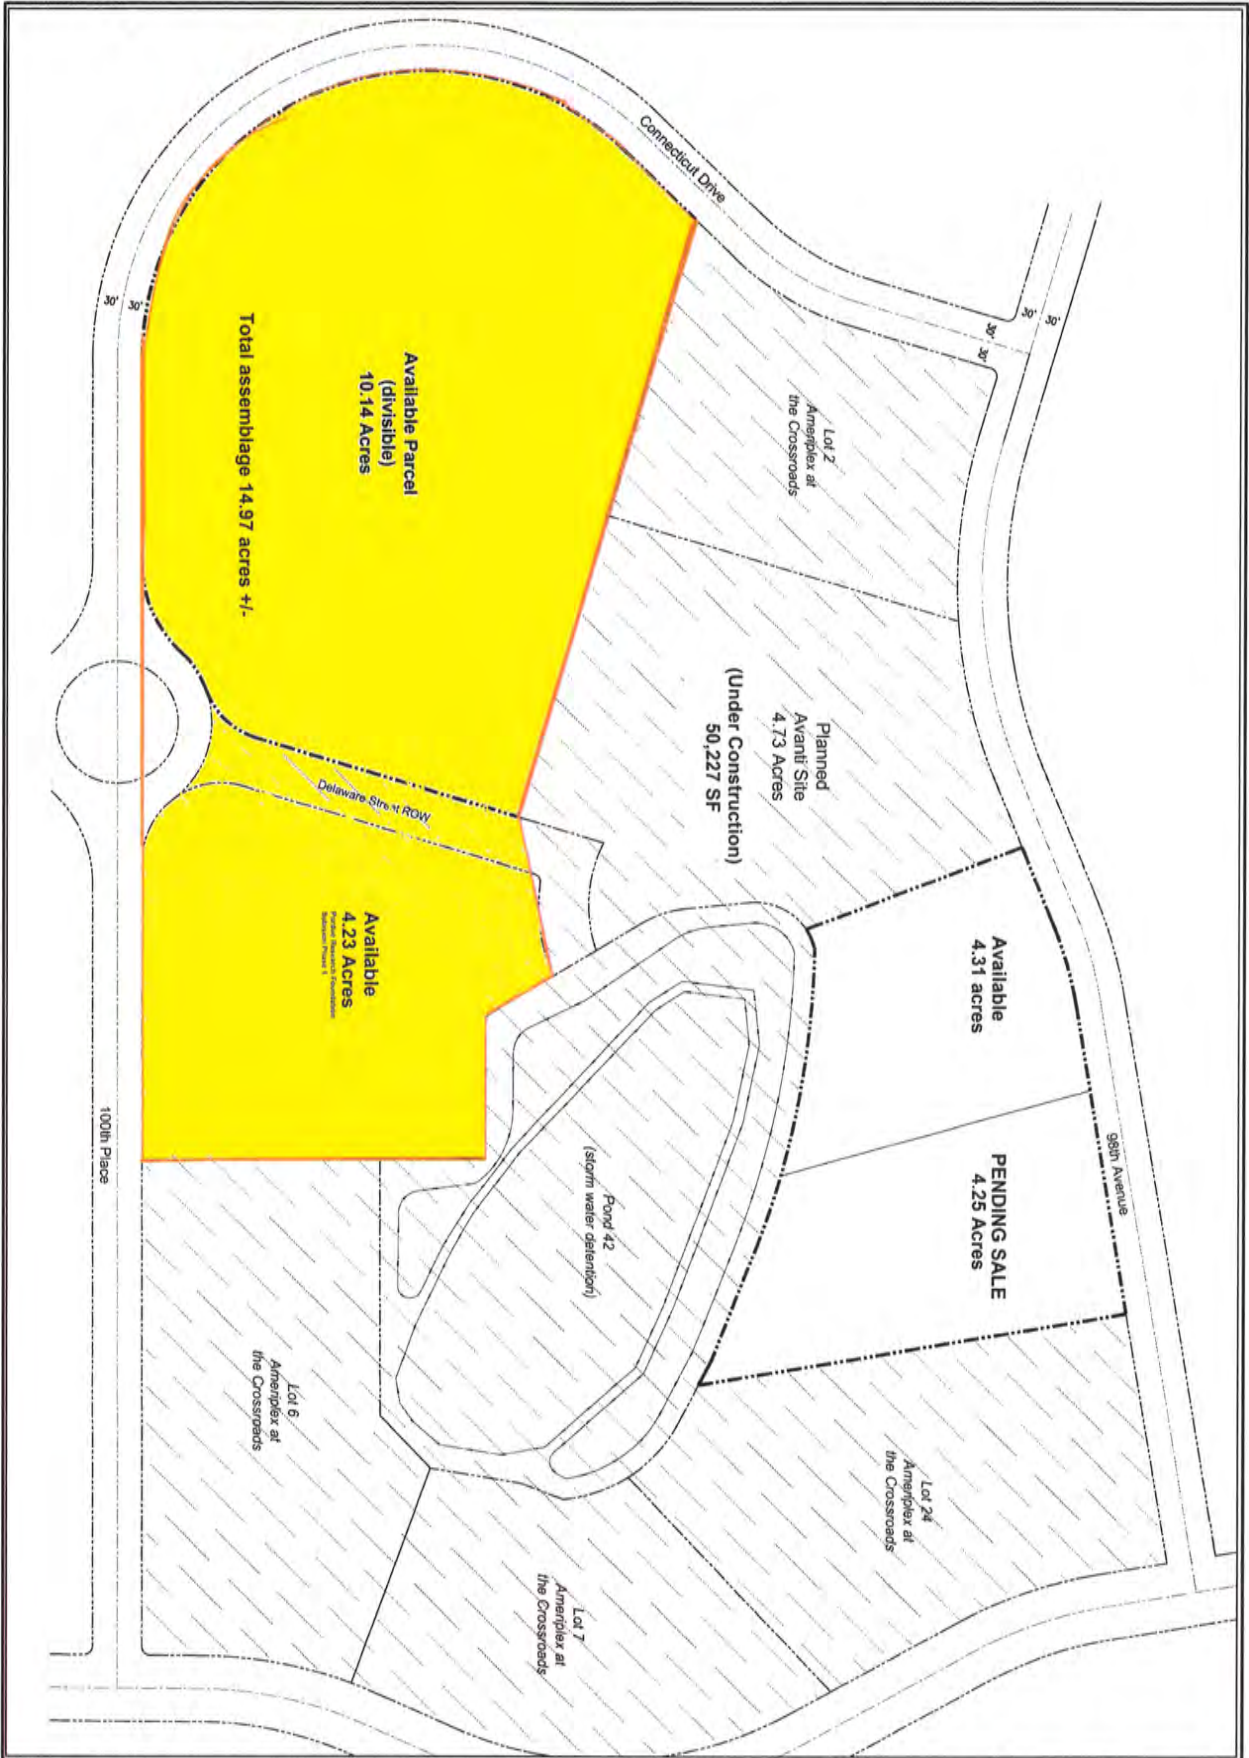 Connecticut Drive
30'
30'
30'
30'
30'
30'
98th Avenue
Lot 2
Ameriplex at
the Crossroads
Planned
Avanti Site
4.73 Acres
(Under Construction)
50,227 SF
Available
4.31 acres
PENDING SALE
4.25 Acres
Lot 24
Ameriplex at
the Crossroads
Available Parcel
(divisible)
10.14 Acres
Total assemblage 14.97 acres +/-
Delaware Street ROW
Available
4.23 Acres
Purdue Research Foundation
Pond 42
(storm water detention)
Lot 6
Ameriplex at
the Crossroads
Lot 7
Ameriplex at
the Crossroads
100th Place